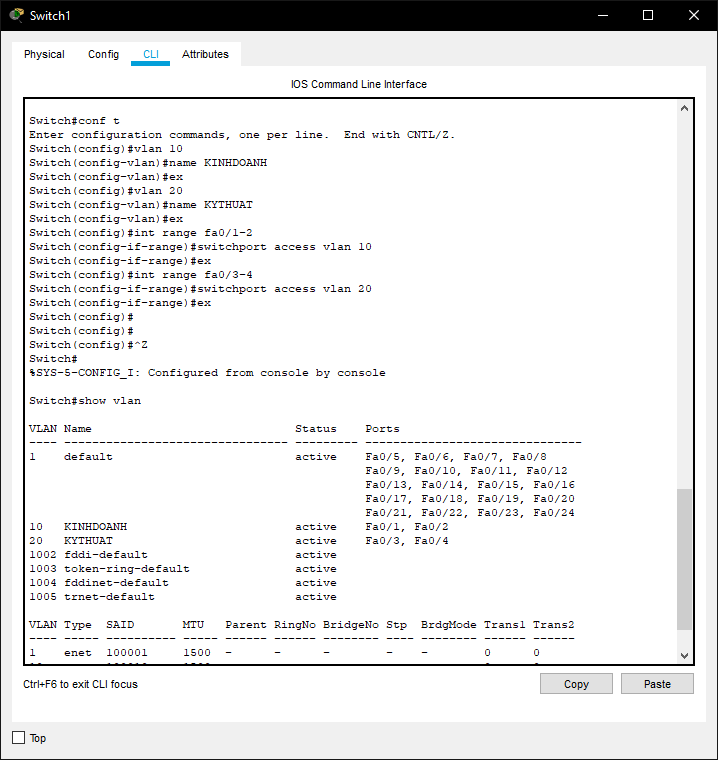 Switch1
Physical Config CLI Attributes
IOS Command Line Interface
Switch#conf t
Enter configuration commands, one per line.  End with CNTL/Z.
Switch(config)#vlan 10
Switch(config-vlan)#name KINHDOANH
Switch(config-vlan)#ex
Switch(config)#vlan 20
Switch(config-vlan)#name KYTHUAT
Switch(config-vlan)#ex
Switch(config)#int range fa0/1-2
Switch(config-if-range)#switchport access vlan 10
Switch(config-if-range)#ex
Switch(config)#int range fa0/3-4
Switch(config-if-range)#switchport access vlan 20
Switch(config-if-range)#ex
Switch(config)#
Switch(config)#
Switch(config)#^Z
Switch#
%SYS-5-CONFIG_I: Configured from console by console
Switch#show vlan
VLAN Name                             Status    Ports
---- -------------------------------- --------- -------------------------------
1    default                          active    Fa0/5, Fa0/6, Fa0/7, Fa0/8
                                                Fa0/9, Fa0/10, Fa0/11, Fa0/12
                                                Fa0/13, Fa0/14, Fa0/15, Fa0/16
                                                Fa0/17, Fa0/18, Fa0/19, Fa0/20
                                                Fa0/21, Fa0/22, Fa0/23, Fa0/24
10   KINHDOANH                        active    Fa0/1, Fa0/2
20   KYTHUAT                          active    Fa0/3, Fa0/4
1002 fddi-default                     active
1003 token-ring-default               active
1004 fddinet-default                  active
1005 trnet-default                    active
VLAN Type  SAID       MTU   Parent RingNo BridgeNo Stp  BrdgMode Trans1 Trans2
---- ----- ---------- ----- ------ ------ -------- ---- -------- ------ ------
1    enet  100001     1500  -      -      -        -    -        0      0
Ctrl+F6 to exit CLI focus
Copy Paste
Top